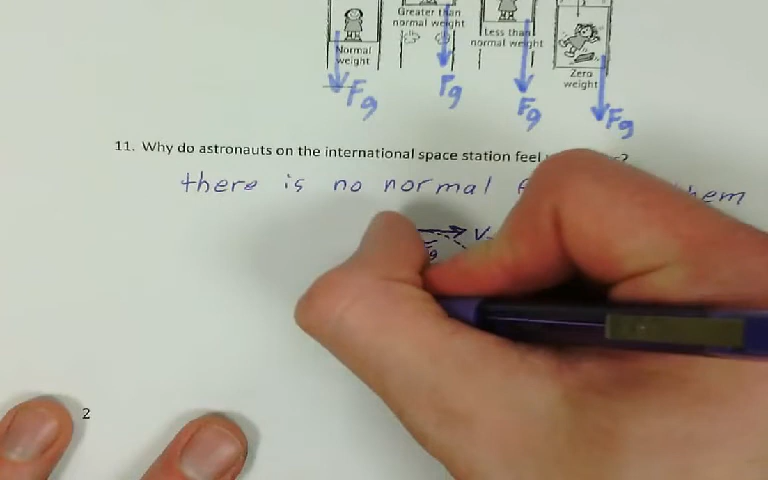 Greater than
normal weight
Less than
normal weight
Normal
weight
Zero
weight
Fg
Fg
Fg
Fg
11. Why do astronauts on the international space station feel
there is no normal
them
V
2